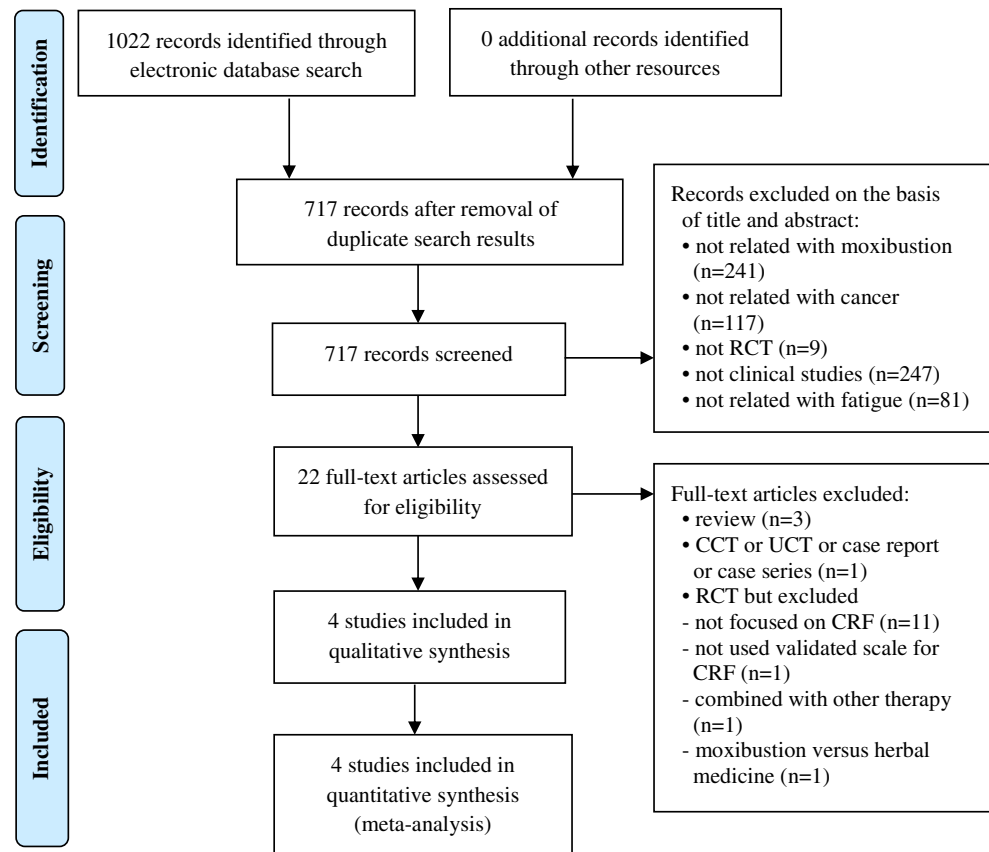 Identification
1022 records identified through
electronic database search
0 additional records identified
through other resources
717 records after removal of
duplicate search results
Screening
717 records screened
Records excluded on the basis
of title and abstract:
• not related with moxibustion
(n=241)
• not related with cancer
(n=117)
• not RCT (n=9)
• not clinical studies (n=247)
• not related with fatigue (n=81)
Eligibility
22 full-text articles assessed
for eligibility
Full-text articles excluded:
• review (n=3)
• CCT or UCT or case report
or case series (n=1)
• RCT but excluded
- not focused on CRF (n=11)
- not used validated scale for
CRF (n=1)
- combined with other therapy
(n=1)
- moxibustion versus herbal
medicine (n=1)
4 studies included in
qualitative synthesis
Included
4 studies included in
quantitative synthesis
(meta-analysis)